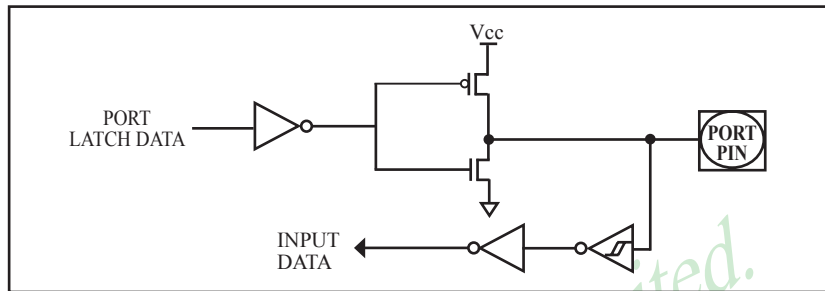 Vcc
PORT
LATCH DATA
PORT
PIN
INPUT
DATA